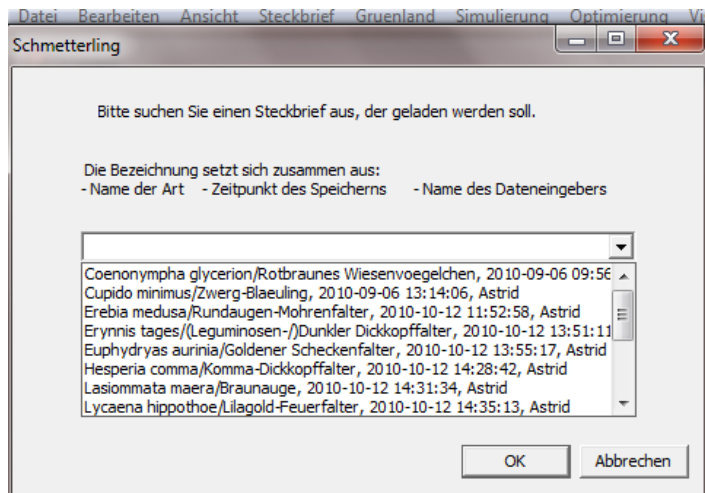 Datei Bearbeiten Ansicht Steckbrief Gruenland Simulierung Optimierung
Schmetterling
Bitte suchen Sie einen Steckbrief aus, der geladen werden soll.
Die Bezeichnung setzt sich zusammen aus:
- Name der Art - Zeitpunkt des Speicherns - Name des Dateneingebers
Coenonympha glycerion/Rotbraunes Wiesenvoegelchen, 2010-09-06 09:56
Cupido minimus/Zwerg-Blaeuling, 2010-09-06 13:14:06, Astrid
Erebia medusa/Rundaugen-Mohrenfalter, 2010-10-12 11:52:58, Astrid
Erynnis tages/(Leguminosen-/)Dunkler Dickkopffalter, 2010-10-12 13:51:11
Euphydryas aurinia/Goldener Scheckenfalter, 2010-10-12 13:55:17, Astrid
Hesperia comma/Komma-Dickkopffalter, 2010-10-12 14:28:42, Astrid
Lasiommata maera/Braunauge, 2010-10-12 14:31:34, Astrid
Lycaena hippothoe/Lilagold-Feuerfalter, 2010-10-12 14:35:13, Astrid
OK Abbrechen